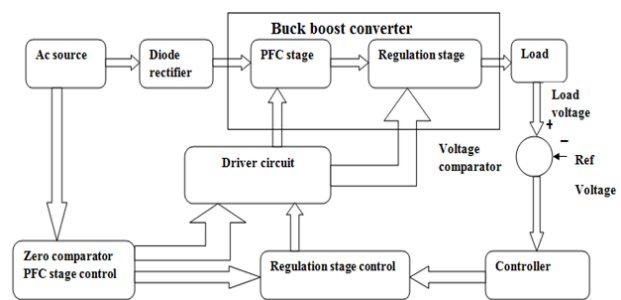 Buck boost converter
Ac source
Diode
rectifier
PFC stage
Regulation stage
Load
Load
voltage
+
−
Ref
Voltage
Voltage
comparator
Driver circuit
Zero comparator
PFC stage control
Regulation stage control
Controller